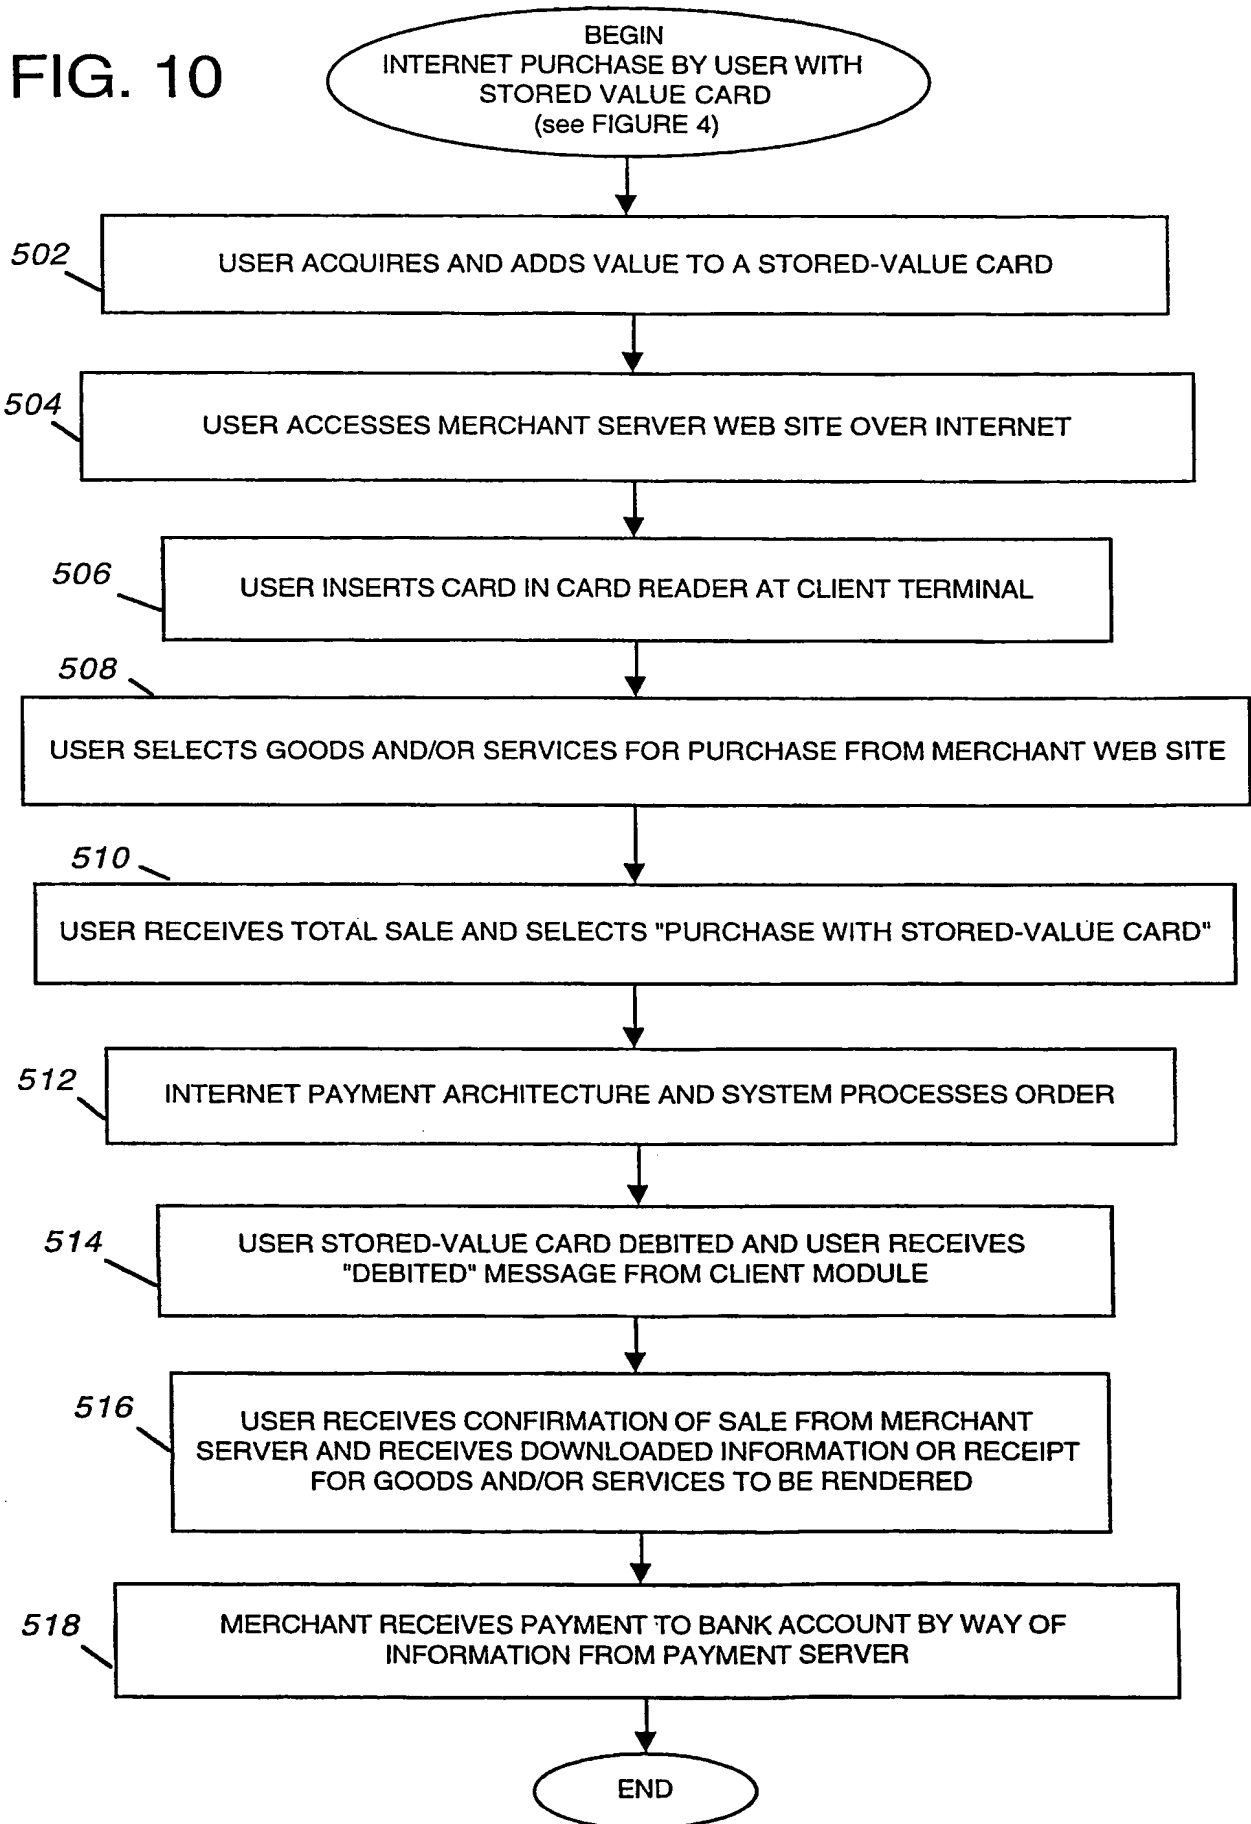 FIG. 10
BEGIN
INTERNET PURCHASE BY USER WITH
STORED VALUE CARD
(see FIGURE 4)
502
USER ACQUIRES AND ADDS VALUE TO A STORED-VALUE CARD
504
USER ACCESSES MERCHANT SERVER WEB SITE OVER INTERNET
506
USER INSERTS CARD IN CARD READER AT CLIENT TERMINAL
508
USER SELECTS GOODS AND/OR SERVICES FOR PURCHASE FROM MERCHANT WEB SITE
510
USER RECEIVES TOTAL SALE AND SELECTS "PURCHASE WITH STORED-VALUE CARD"
512
INTERNET PAYMENT ARCHITECTURE AND SYSTEM PROCESSES ORDER
514
USER STORED-VALUE CARD DEBITED AND USER RECEIVES
"DEBITED" MESSAGE FROM CLIENT MODULE
516
USER RECEIVES CONFIRMATION OF SALE FROM MERCHANT
SERVER AND RECEIVES DOWNLOADED INFORMATION OR RECEIPT
FOR GOODS AND/OR SERVICES TO BE RENDERED
518
MERCHANT RECEIVES PAYMENT TO BANK ACCOUNT BY WAY OF
INFORMATION FROM PAYMENT SERVER
END